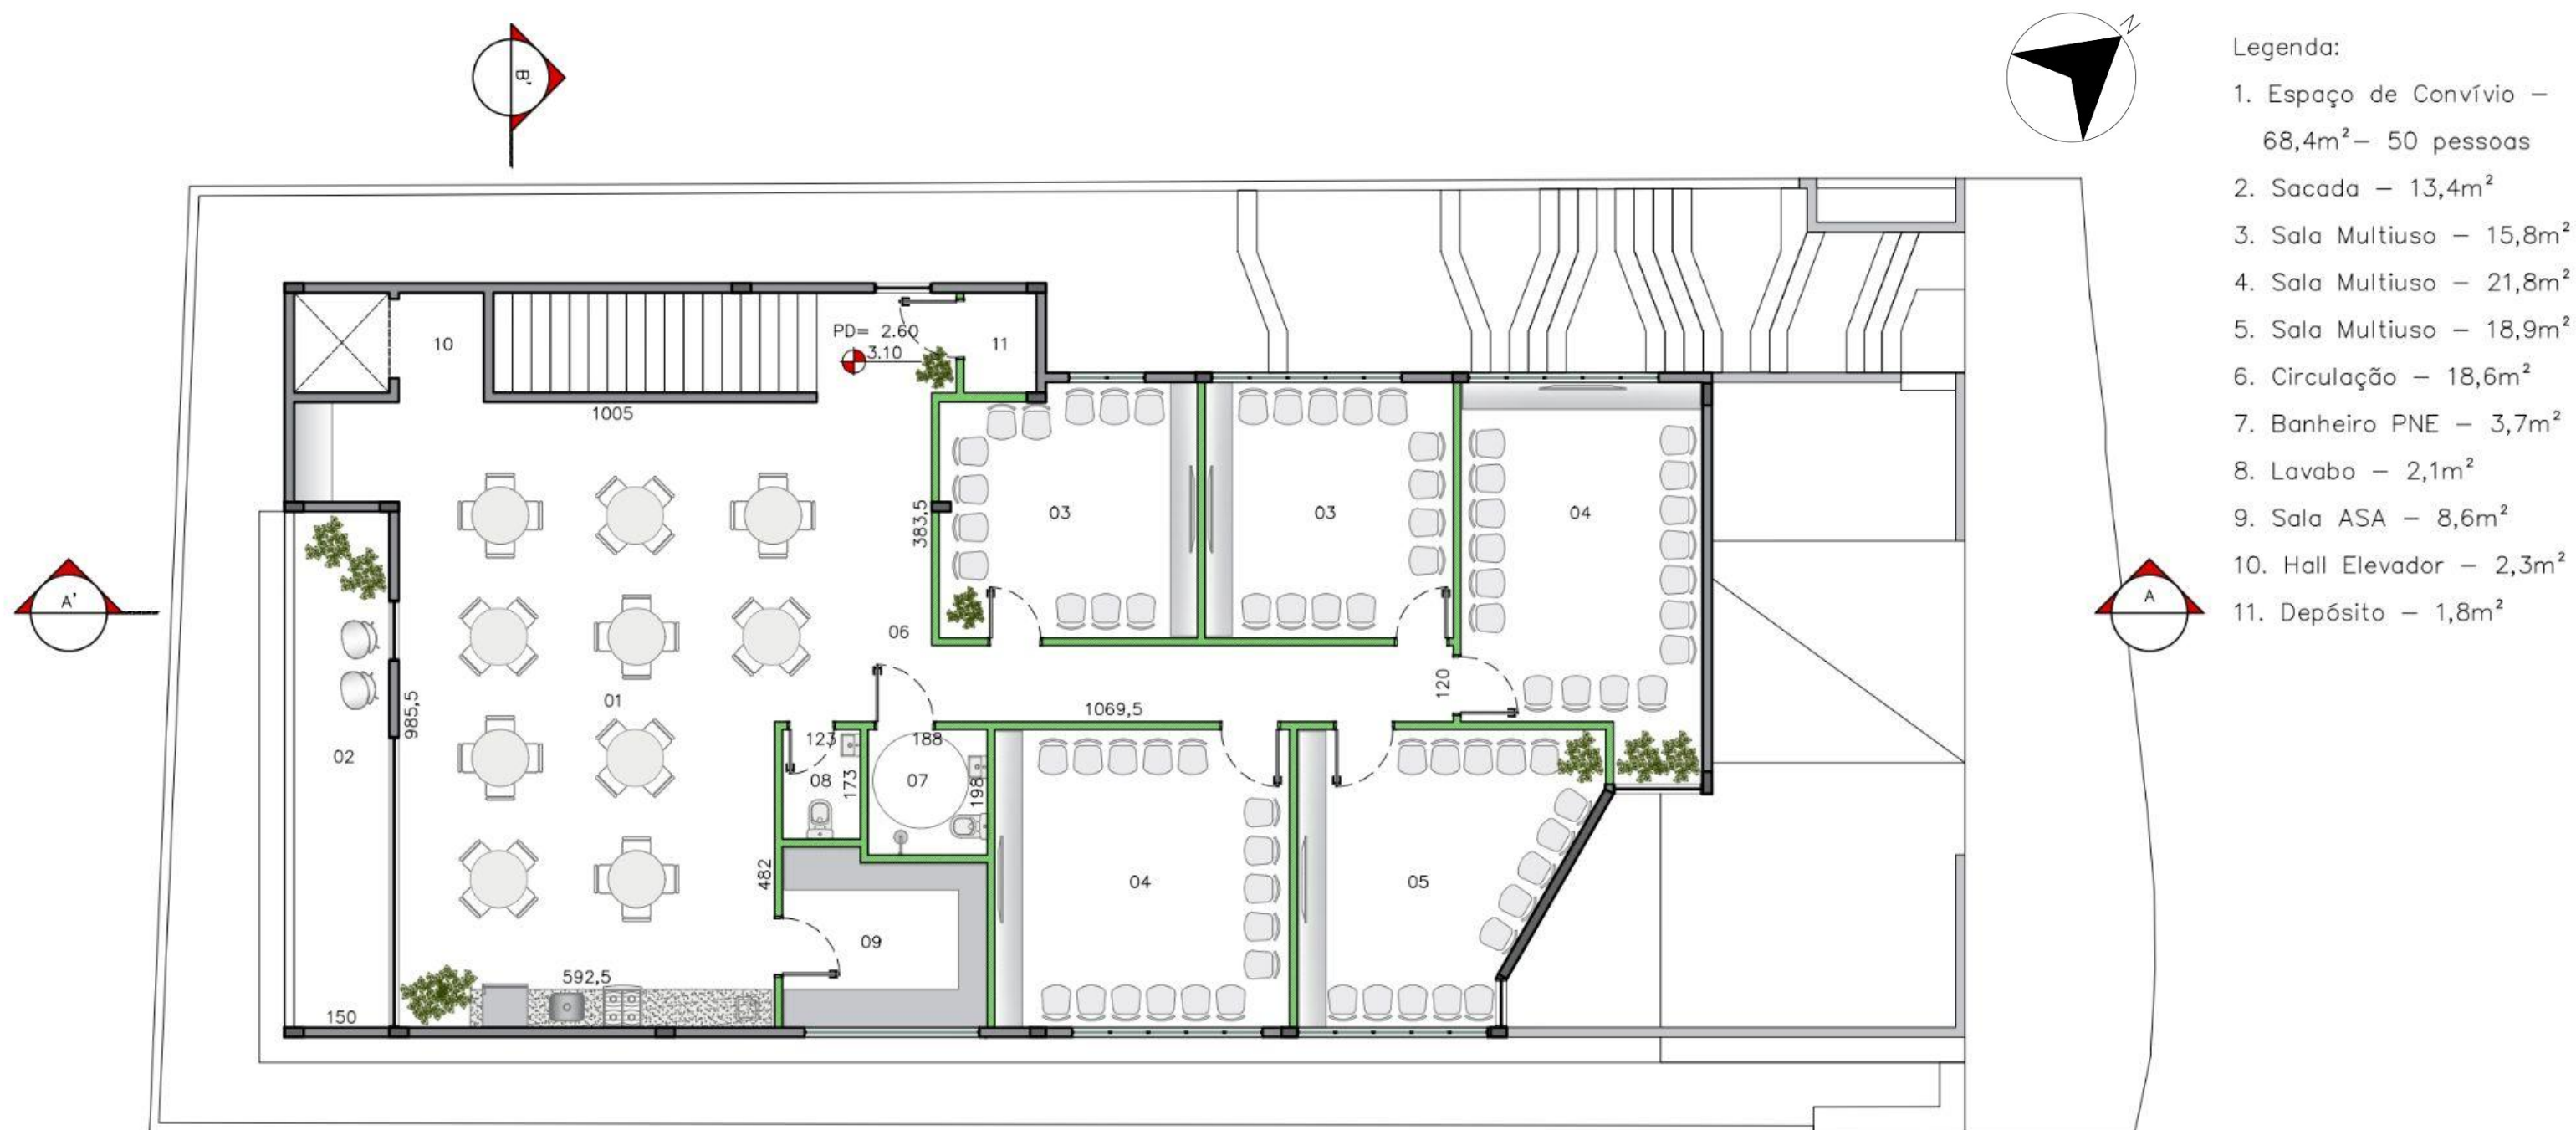 B'
N
Legenda:
1. Espaço de Convívio –
68,4m²– 50 pessoas
2. Sacada – 13,4m²
3. Sala Multiuso – 15,8m²
4. Sala Multiuso – 21,8m²
5. Sala Multiuso – 18,9m²
6. Circulação – 18,6m²
7. Banheiro PNE – 3,7m²
8. Lavabo – 2,1m²
9. Sala ASA – 8,6m²
10. Hall Elevador – 2,3m²
11. Depósito – 1,8m²
PD= 2.60
3.10
10
11
1005
383,5
03
03
04
A'
A
06
01
985,5
02
120
1069,5
123
188
08
173
07
198
482
04
05
09
592,5
150